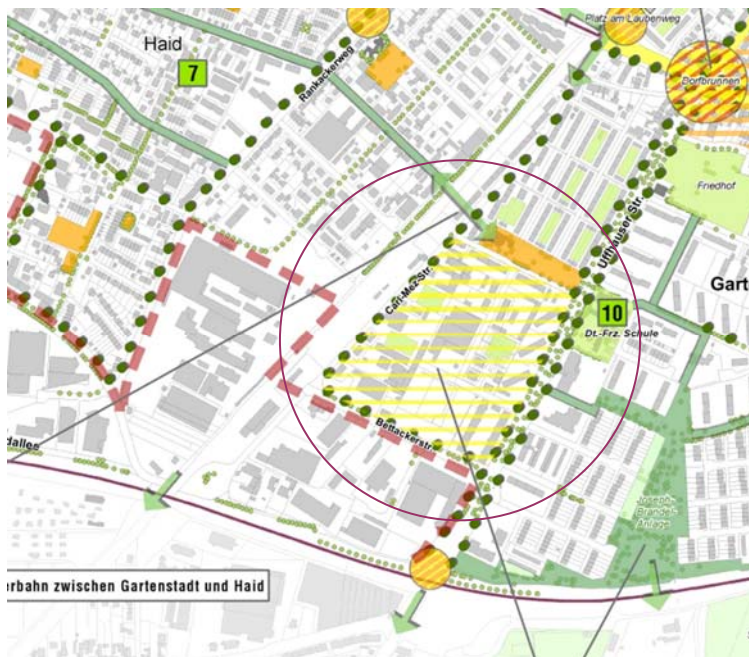 Platz am Laubenweg
Haid
7
Rankackerweg
Dorfbrunnen
Friedhof
Uffhauser Str.
Carl-Mez-Str.
Gart
10
Dt.-Frz. Schule
Bettackerstr.
dalles
Joseph-
Brandel-
Anlage
erbahn zwischen Gartenstadt und Haid